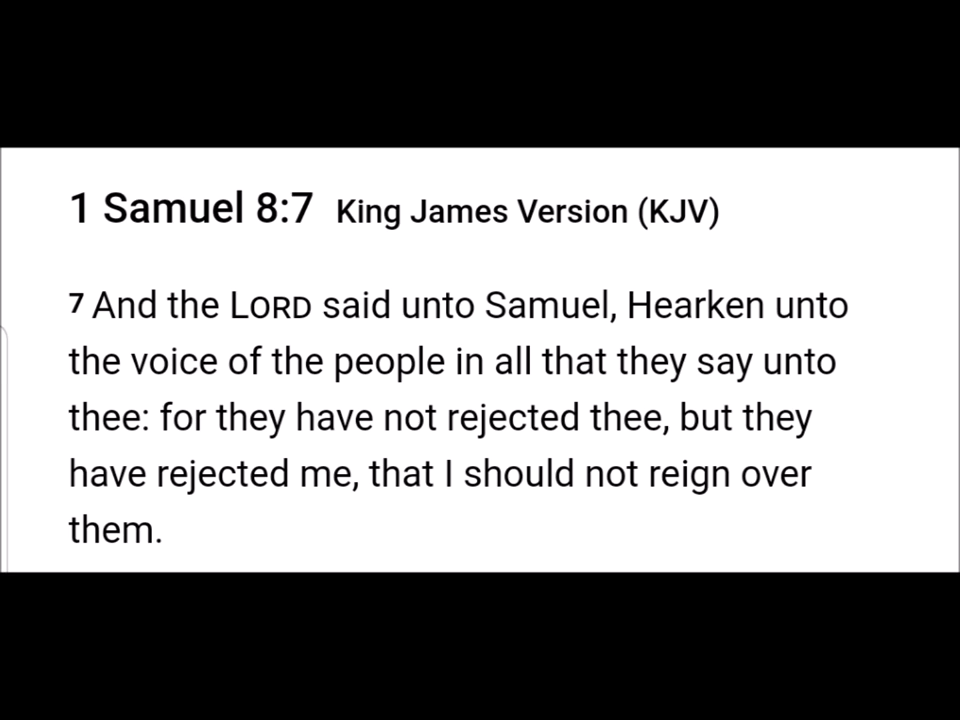 1 Samuel 8:7 King James Version (KJV)
7 And the LORD said unto Samuel, Hearken unto
the voice of the people in all that they say unto
thee: for they have not rejected thee, but they
have rejected me, that I should not reign over
them.